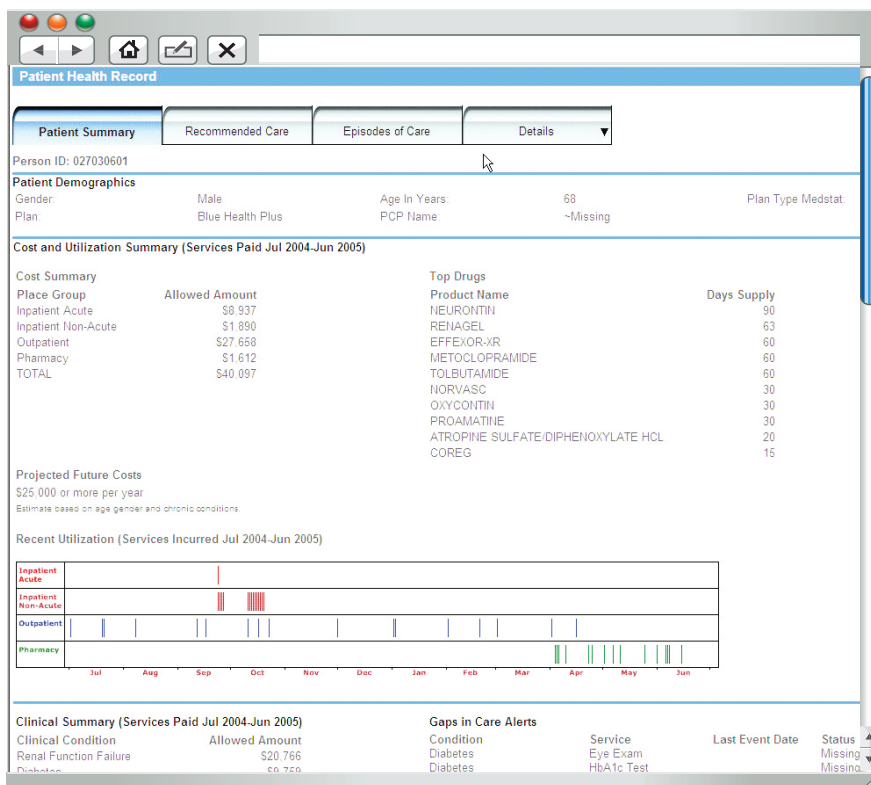 Patient Health Record
Patient Summary Recommended Care Episodes of Care Details
Person ID: 027030601
Patient Demographics
Gender: Male Age In Years: 68 Plan Type Medstat:
Plan: Blue Health Plus PCP Name: ~Missing
Cost and Utilization Summary (Services Paid Jul 2004-Jun 2005)
Cost Summary Top Drugs
Place Group Allowed Amount Product Name Days Supply
Inpatient Acute $8,937 NEURONTIN 90
Inpatient Non-Acute $1,890 RENAGEL 63
Outpatient $27,658 EFFEXOR-XR 60
Pharmacy $1,612 METOCLOPRAMIDE 60
TOTAL $40,097 TOLBUTAMIDE 60
NORVASC 30
OXYCONTIN 30
PROAMATINE 30
ATROPINE SULFATE/DIPHENOXYLATE HCL 20
COREG 15
Projected Future Costs
$25,000 or more per year
Estimate based on age gender and chronic conditions.
Recent Utilization (Services Incurred Jul 2004-Jun 2005)
Inpatient
Acute
Inpatient
Non-Acute
Outpatient
Pharmacy
Jul Aug Sep Oct Nov Dec Jan Feb Mar Apr May Jun
Clinical Summary (Services Paid Jul 2004-Jun 2005) Gaps in Care Alerts
Clinical Condition Allowed Amount Condition Service Last Event Date Status
Renal Function Failure $20,766 Diabetes Eye Exam Missing
Diabetes $9,759 Diabetes HbA1c Test Missing